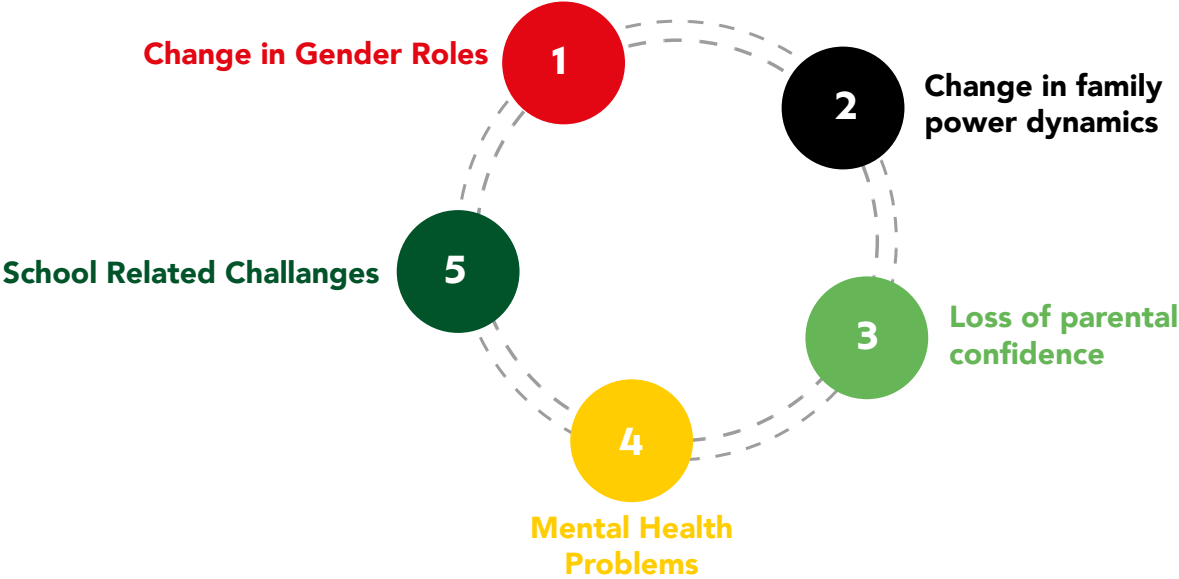 1
Change in Gender Roles
2
Change in family
power dynamics
3
Loss of parental
confidence
4
Mental Health
Problems
5
School Related Challanges